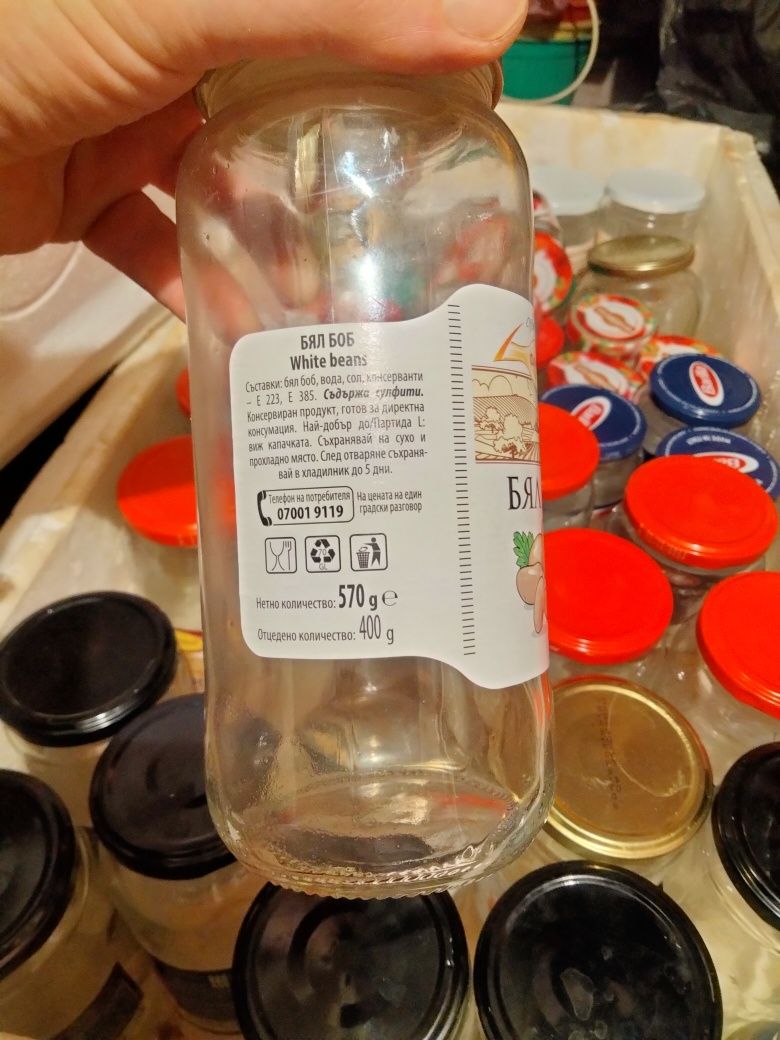 БЯЛ БОБ
White beans
Съставки: бял боб, вода, сол, консерванти
– Е 223, Е 385. Съдържа сулфити.
Консервиран продукт, готов за директна
консумация. Най-добър до/Партида L:
виж капачката. Съхранявай на сухо и
прохладно място. След отваряне съхраня-
вай в хладилник до 5 дни.
Телефон на потребителя
07001 9119
На цената на един
градски разговор
70
GL
Нетно количество: 570 g e
Отцедено количество: 400 g
БЯЛ